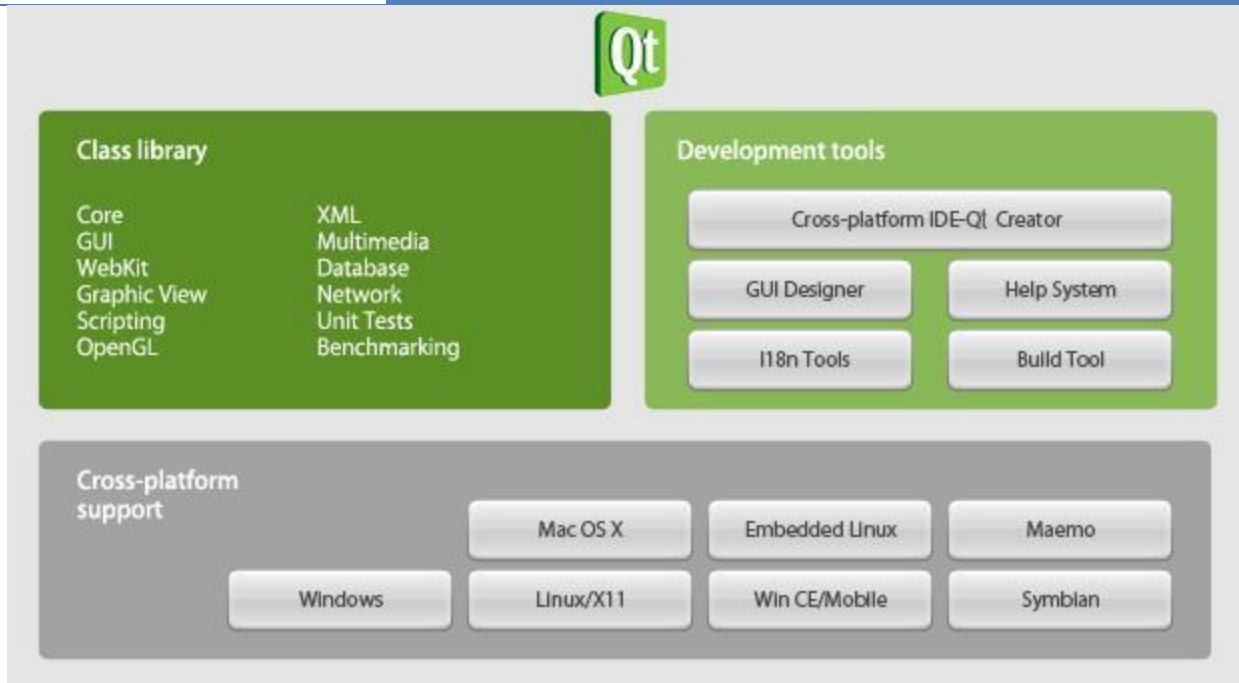 Qt
Class library
Core
GUI
WebKit
Graphic View
Scripting
OpenGL
XML
Multimedia
Database
Network
Unit Tests
Benchmarking
Development tools
Cross-platform IDE-Qt Creator
GUI Designer
Help System
I18n Tools
Build Tool
Cross-platform
support
Mac OS X
Embedded Linux
Maemo
Windows
Linux/X11
Win CE/Mobile
Symbian